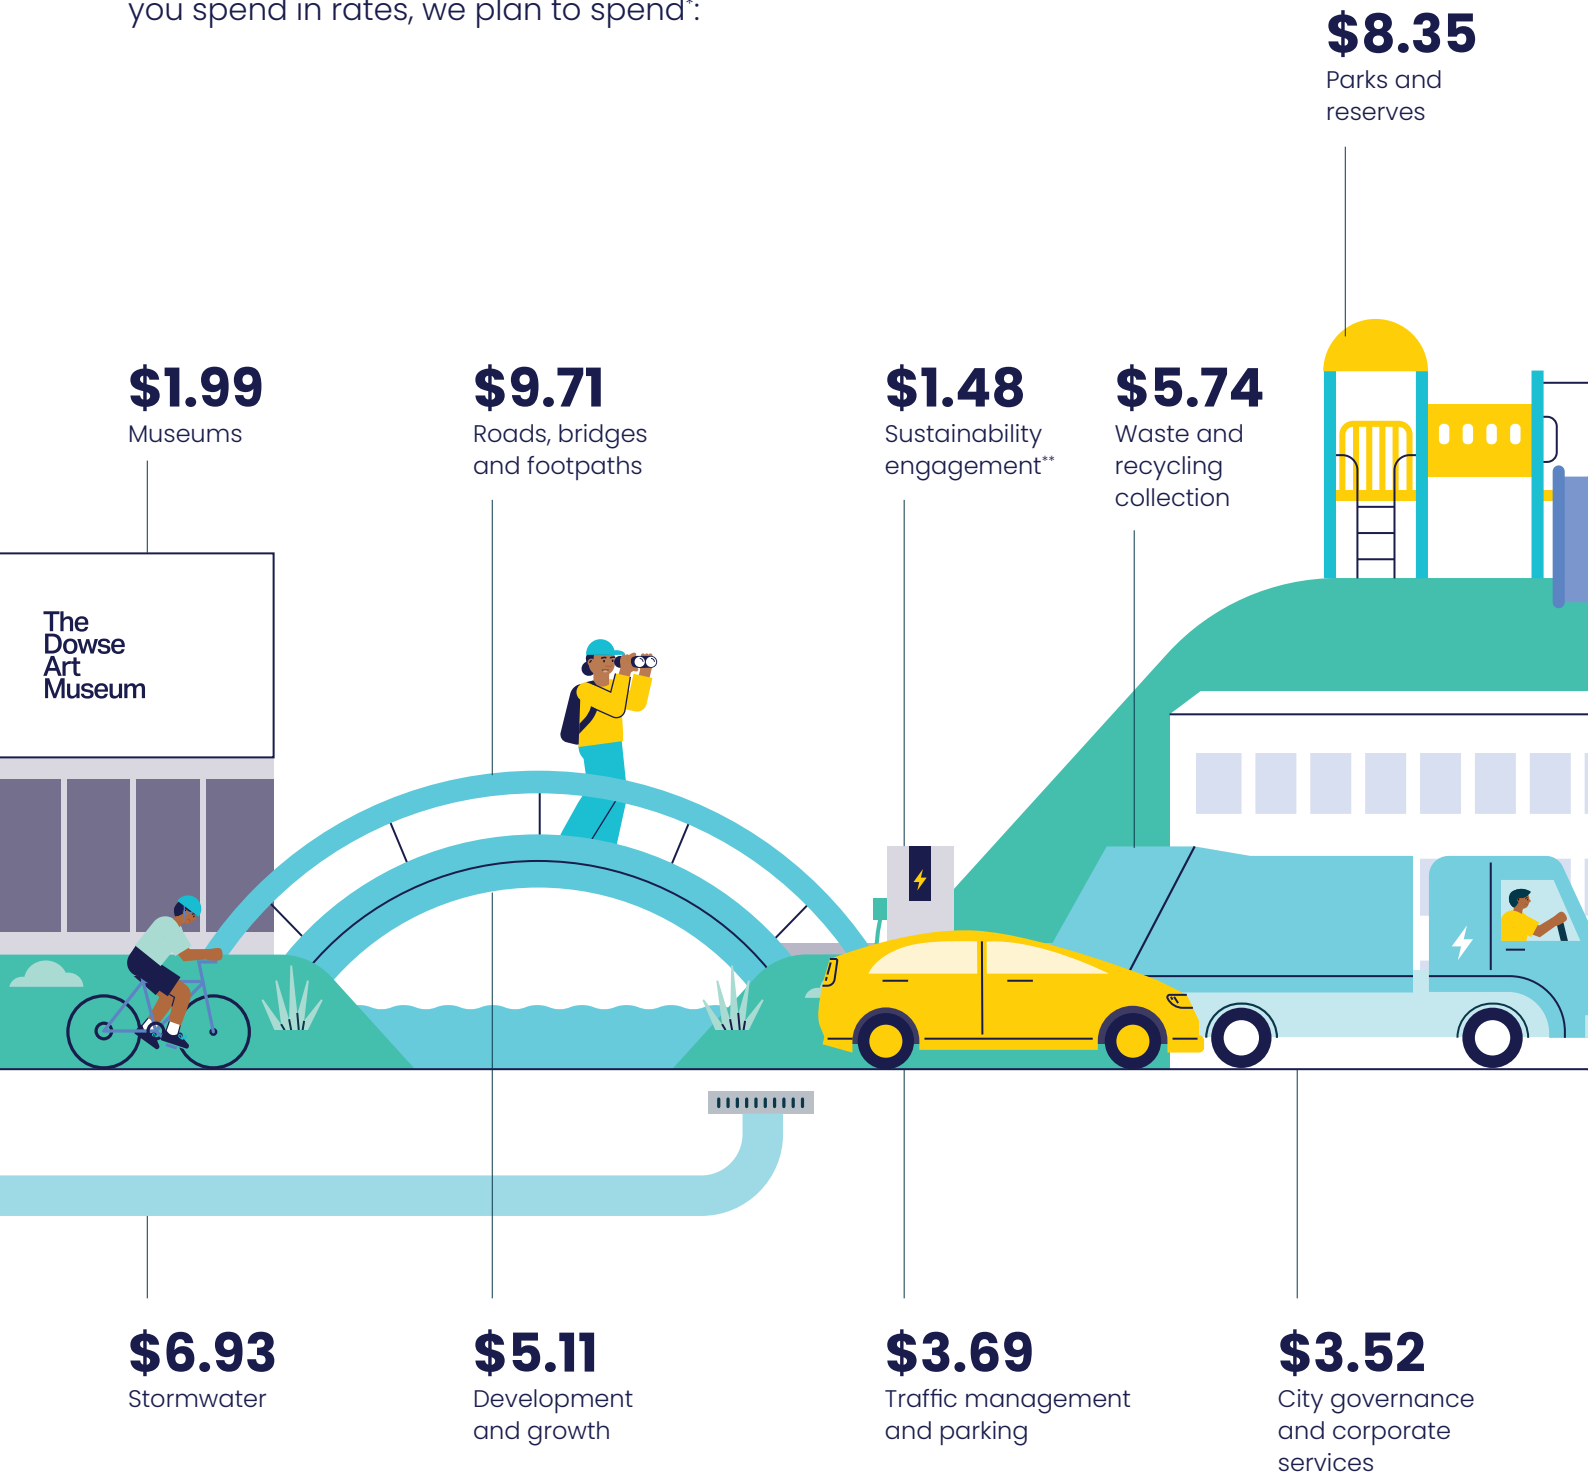 you spend in rates, we plan to spend*:
$8.35
Parks and
reserves
$1.99
Museums
$9.71
Roads, bridges
and footpaths
$1.48
Sustainability
engagement**
$5.74
Waste and
recycling
collection
The
Dowse
Art
Museum
$6.93
Stormwater
$5.11
Development
and growth
$3.69
Traffic management
and parking
$3.52
City governance
and corporate
services